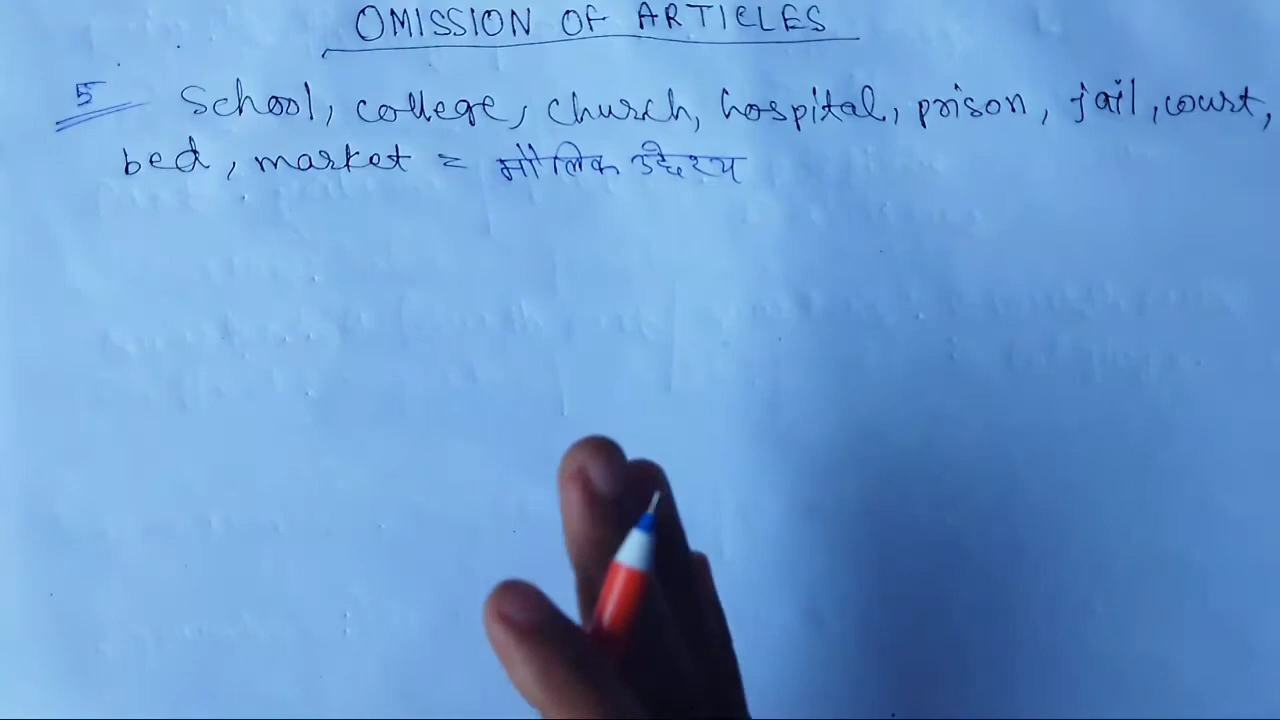 OMISSION OF ARTICLES
5 School, college, church, hospital, prison, jail, court,
bed, market = मौलिक उद्देश्य